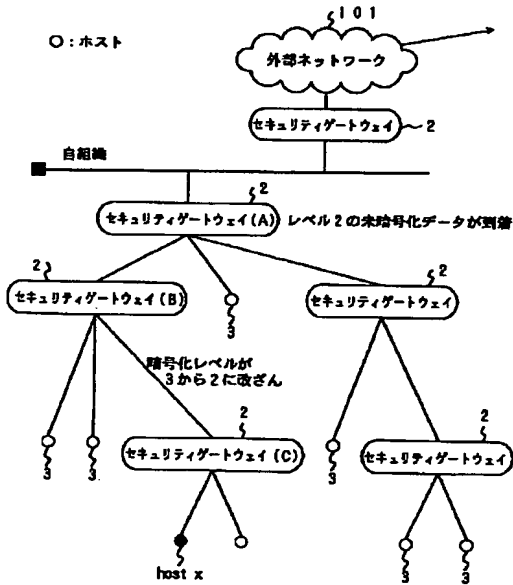 101
○：ホスト
外部ネットワーク
セキュリティゲートウェイ
2
自組織
2
セキュリティゲートウェイ(A)
レベル2の未暗号化データが到着
2
セキュリティゲートウェイ(B)
3
2
セキュリティゲートウェイ
暗号化レベルが
3から2に改ざん
3
3
2
セキュリティゲートウェイ(C)
3
2
セキュリティゲートウェイ
host x
3
3